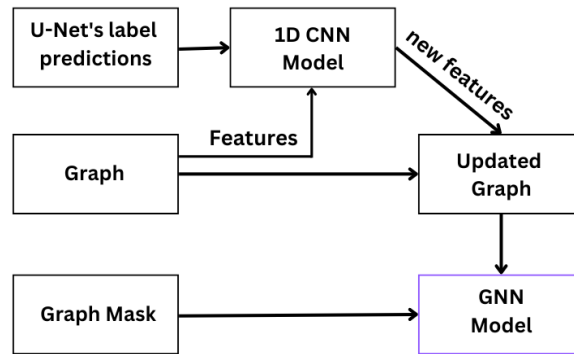 U-Net's label
predictions
1D CNN
Model
new features
Features
Graph
Updated
Graph
Graph Mask
GNN
Model